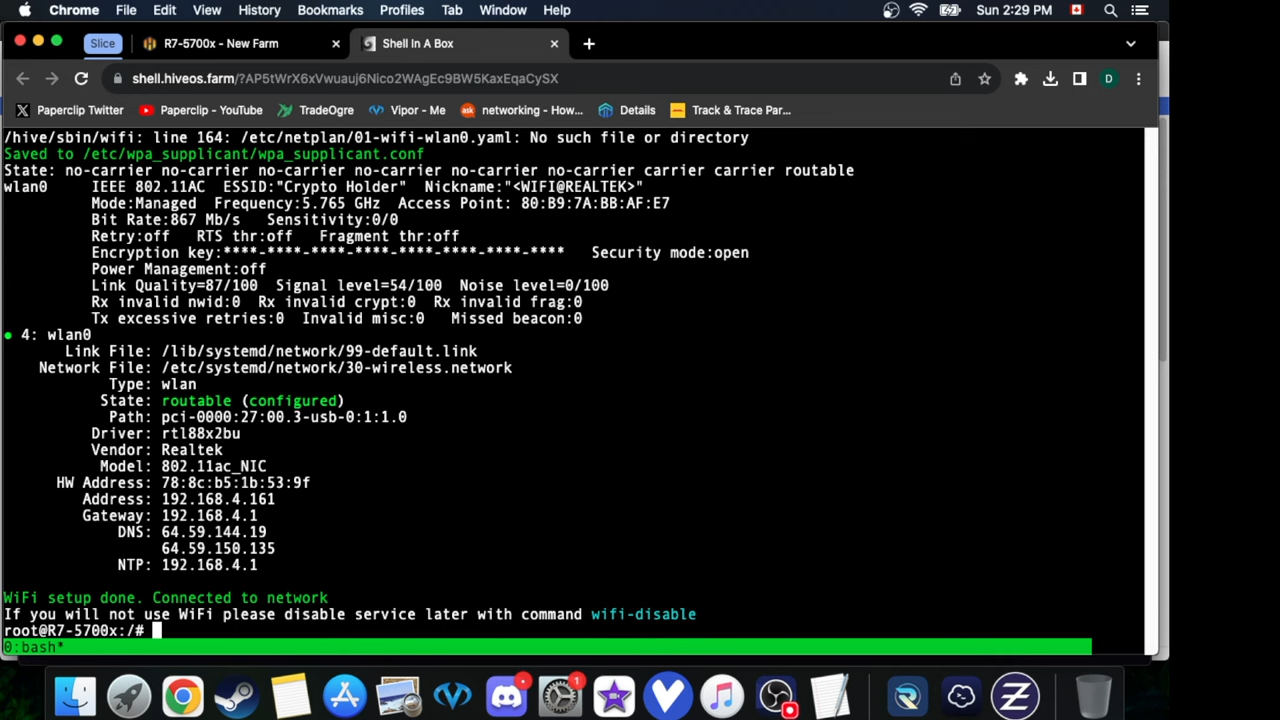 Chrome File Edit View History Bookmarks Profiles Tab Window Help Sun 2:29 PM
Slice R7-5700x - New Farm Shell In A Box
shell.hiveos.farm/?AP5tWrX6xVwuauj6Nico2WAgEc9BW5KaxEqaCySX D
Paperclip Twitter Paperclip - YouTube TradeOgre Vipor - Me ask networking - How... Details Track & Trace Par...
/hive/sbin/wifi: line 164: /etc/netplan/01-wifi-wlan0.yaml: No such file or directory
Saved to /etc/wpa_supplicant/wpa_supplicant.conf
State: no-carrier no-carrier no-carrier no-carrier no-carrier no-carrier carrier carrier routable
wlan0 IEEE 802.11AC ESSID:"Crypto Holder" Nickname:"<WIFI@REALTEK>"
Mode:Managed Frequency:5.765 GHz Access Point: 80:B9:7A:BB:AF:E7
Bit Rate:867 Mb/s Sensitivity:0/0
Retry:off RTS thr:off Fragment thr:off
Encryption key:****-****-****-****-****-****-****-**** Security mode:open
Power Management:off
Link Quality=87/100 Signal level=54/100 Noise level=0/100
Rx invalid nwid:0 Rx invalid crypt:0 Rx invalid frag:0
Tx excessive retries:0 Invalid misc:0 Missed beacon:0
● 4: wlan0
Link File: /lib/systemd/network/99-default.link
Network File: /etc/systemd/network/30-wireless.network
Type: wlan
State: routable (configured)
Path: pci-0000:27:00.3-usb-0:1:1.0
Driver: rtl88x2bu
Vendor: Realtek
Model: 802.11ac_NIC
HW Address: 78:8c:b5:1b:53:9f
Address: 192.168.4.161
Gateway: 192.168.4.1
DNS: 64.59.144.19
64.59.150.135
NTP: 192.168.4.1
WiFi setup done. Connected to network
If you will not use WiFi please disable service later with command wifi-disable
root@R7-5700x:/#
0:bash*
1